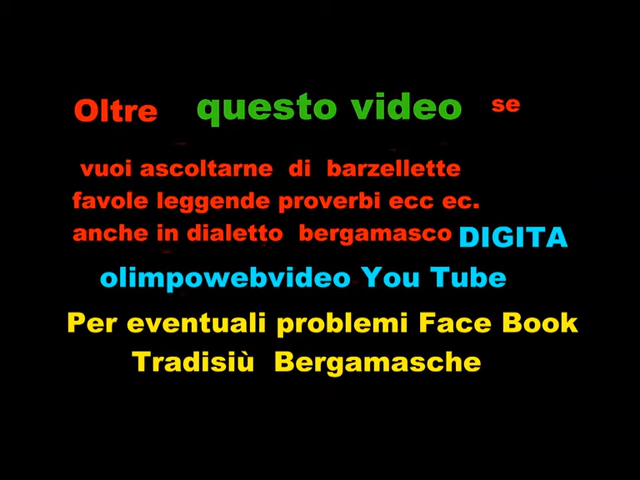 Oltre questo video se
vuoi ascoltarne di barzellette
favole leggende proverbi ecc ec.
anche in dialetto bergamasco DIGITA
olimpowebvideo You Tube
Per eventuali problemi Face Book
Tradisiù Bergamasche